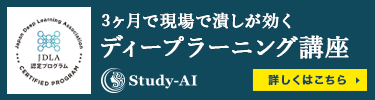 Japan Deep Learning Association
JDLA
認定プログラム
CERTIFIED PROGRAM
3ヶ月で現場で潰しが効く
ディープラーニング講座
Study-AI
詳しくはこちら